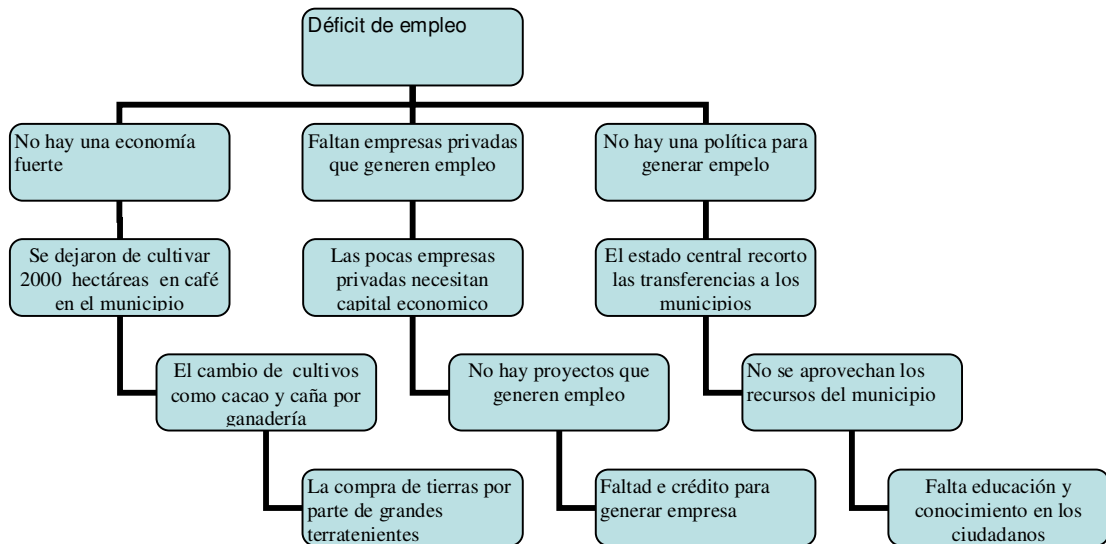 Déficit de empleo
No hay una economía
fuerte
Faltan empresas privadas
que generen empleo
No hay una política para
generar empelo
Se dejaron de cultivar
2000 hectáreas en café
en el municipio
Las pocas empresas
privadas necesitan
capital economico
El estado central recorto
las transferencias a los
municipios
El cambio de cultivos
como cacao y caña por
ganadería
No hay proyectos que
generen empleo
No se aprovechan los
recursos del municipio
La compra de tierras por
parte de grandes
terratenientes
Faltad e crédito para
generar empresa
Falta educación y
conocimiento en los
ciudadanos